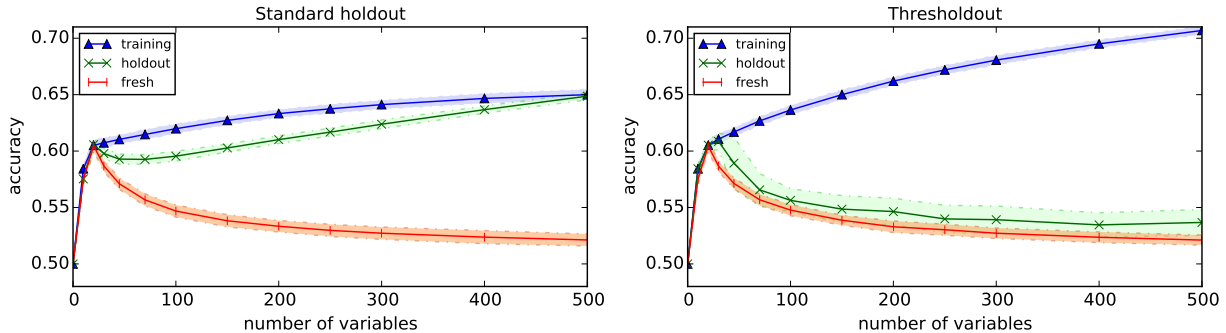 Standard holdout
0.70
0.65
0.60
0.55
0.50
accuracy
training
holdout
fresh
0 100 200 300 400 500
number of variables
Thresholdout
0.70
0.65
0.60
0.55
0.50
accuracy
training
holdout
fresh
0 100 200 300 400 500
number of variables